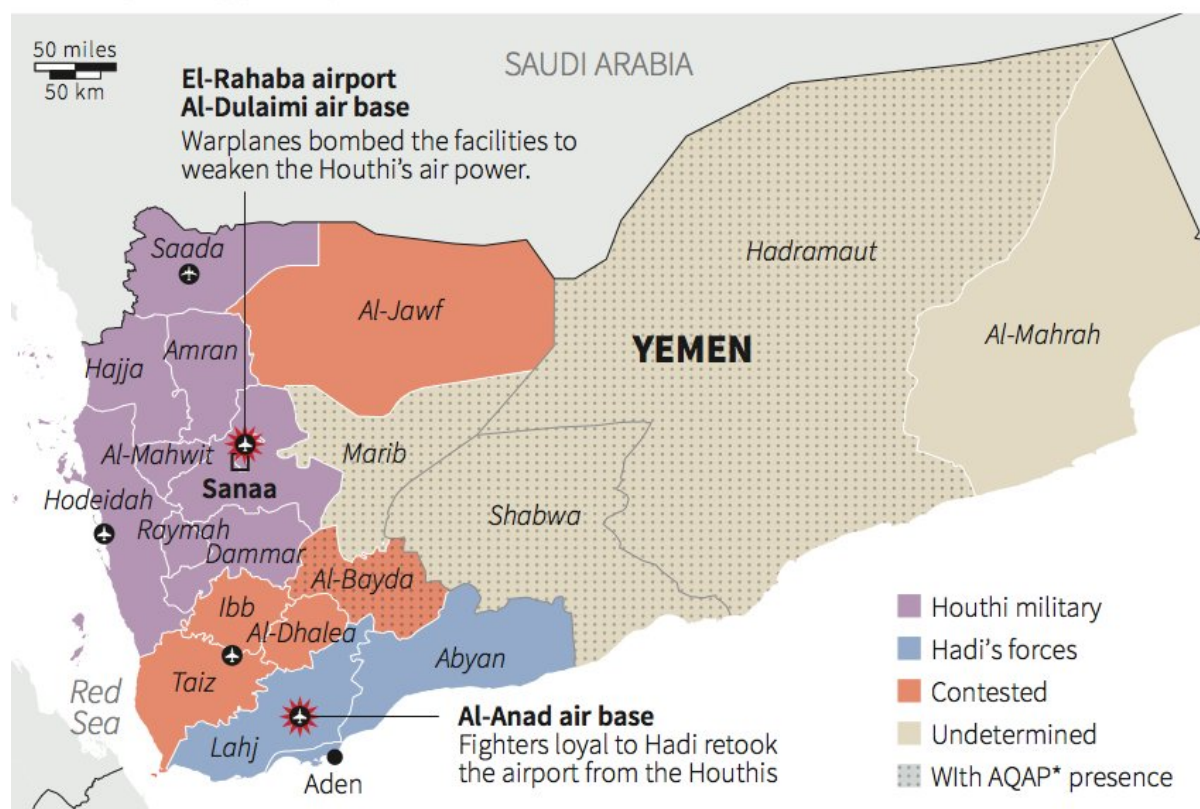 50 miles
50 km
SAUDI ARABIA
El-Rahaba airport
Al-Dulaimi air base
Warplanes bombed the facilities to
weaken the Houthi's air power.
Saada
Hadramaut
Al-Jawf
Amran
YEMEN
Al-Mahrah
Hajja
Al-Mahwit
Marib
Sanaa
Hodeidah
Shabwa
Raymah
Dammar
Al-Bayda
Ibb
Al-Dhalea
Abyan
Taiz
Red
Sea
Lahj
Aden
Al-Anad air base
Fighters loyal to Hadi retook
the airport from the Houthis
Houthi military
Hadi's forces
Contested
Undetermined
WIth AQAP* presence